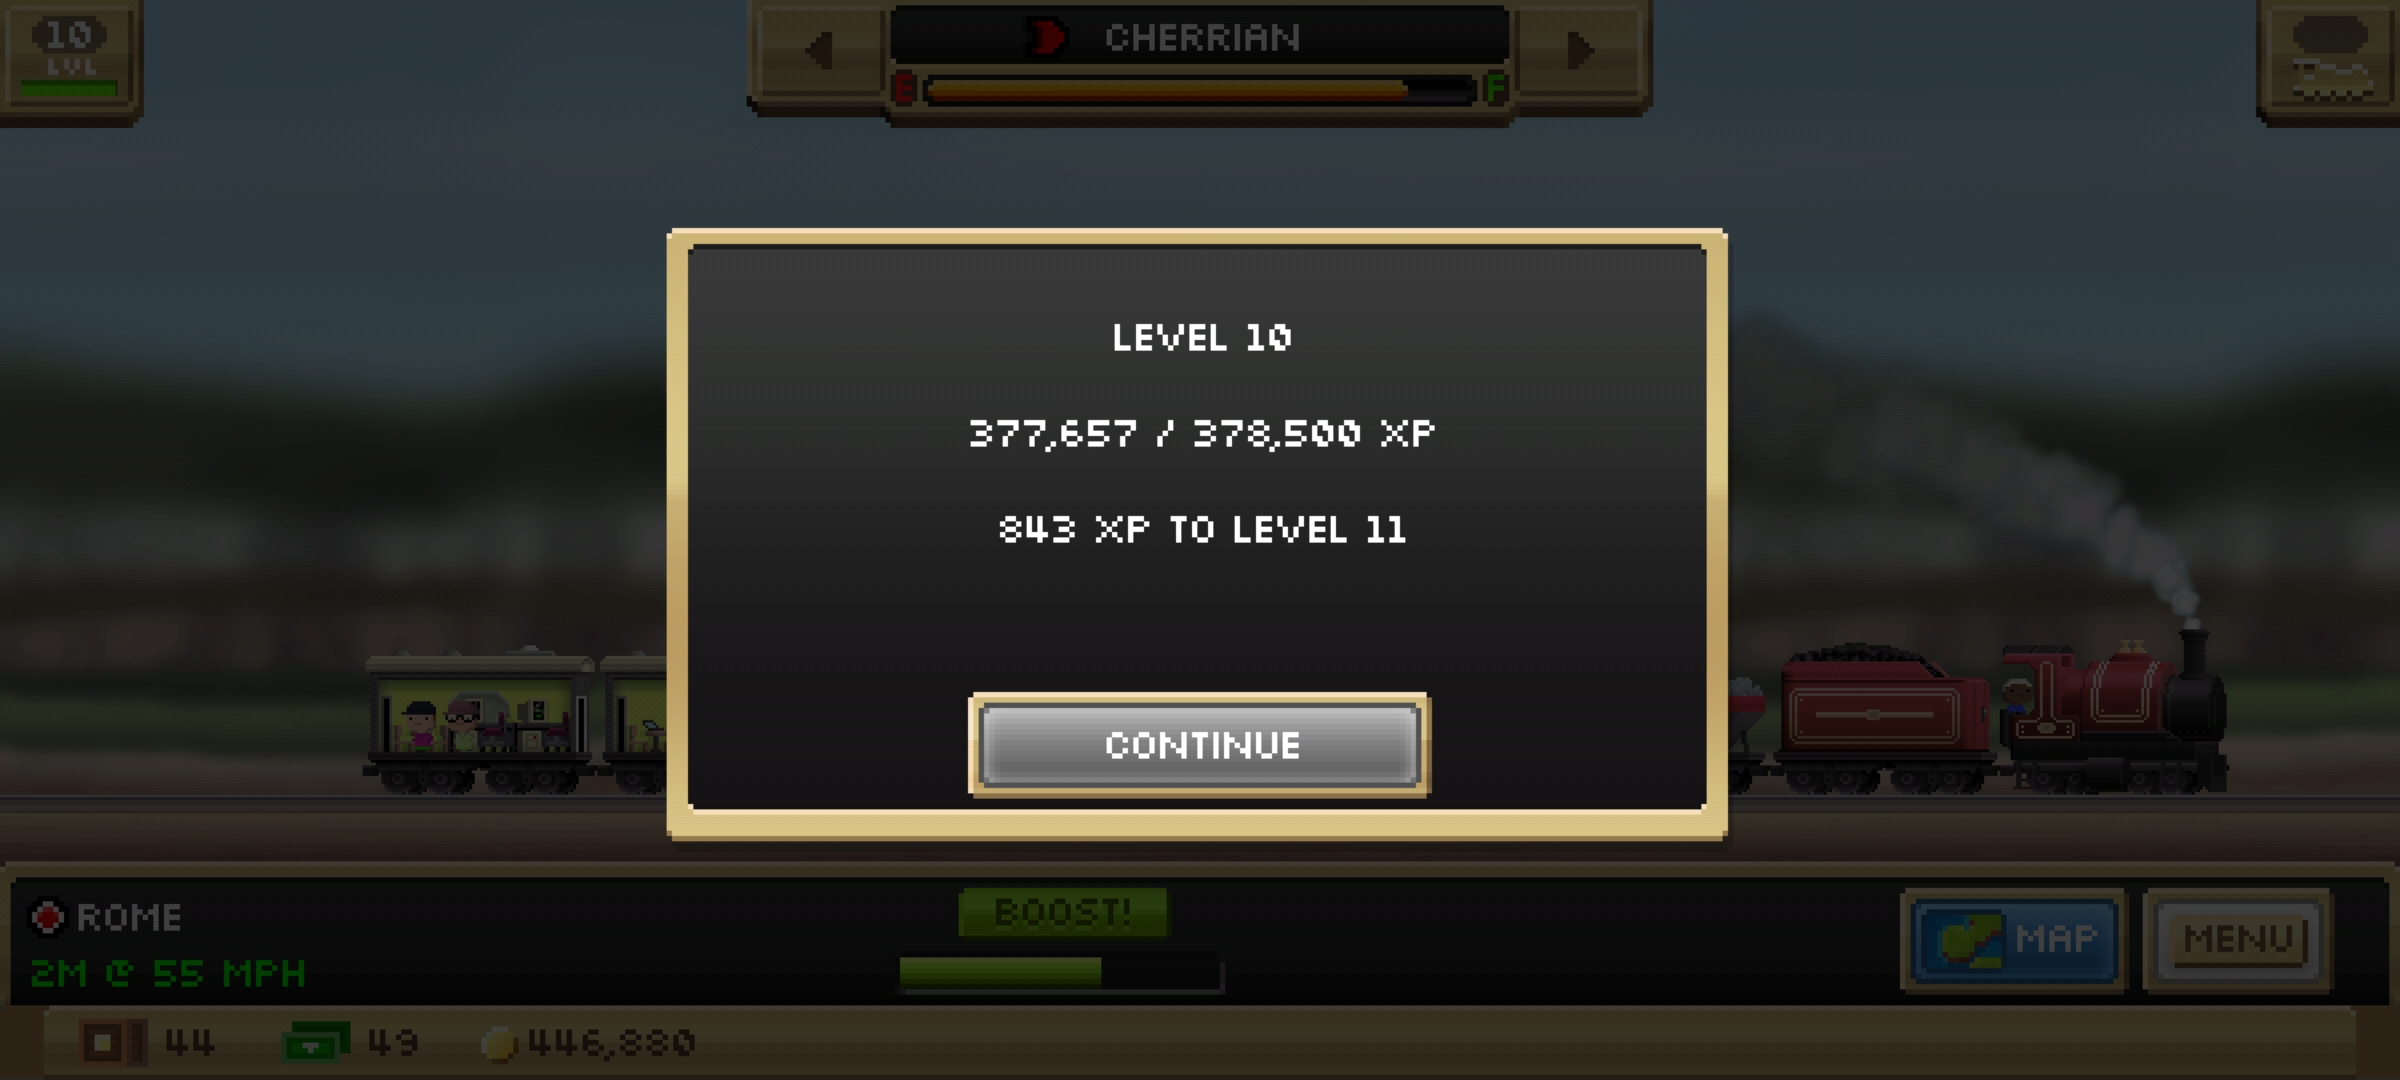 10
LVL
CHERRIAN
E F
LEVEL 10
377,657 / 378,500 XP
843 XP TO LEVEL 11
CONTINUE
ROME
2M @ 55 MPH
BOOST!
MAP
MENU
44
49
446,880